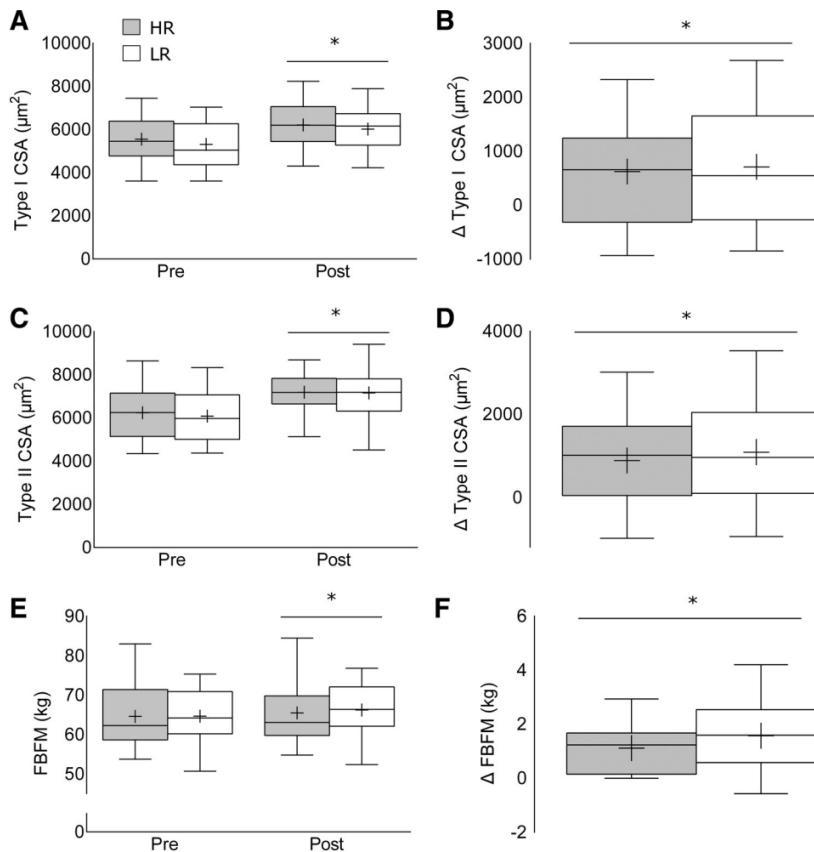 A
HR
LR
*
Type I CSA (µm²)
10000
8000
6000
4000
2000
0
Pre
Post
B
*
Δ Type I CSA (µm²)
3000
2000
1000
0
-1000
C
*
Type II CSA (µm²)
10000
8000
6000
4000
2000
0
Pre
Post
D
*
Δ Type II CSA (µm²)
4000
2000
0
E
*
FBFM (kg)
90
80
70
60
50
0
Pre
Post
F
*
Δ FBFM (kg)
6
4
2
0
-2